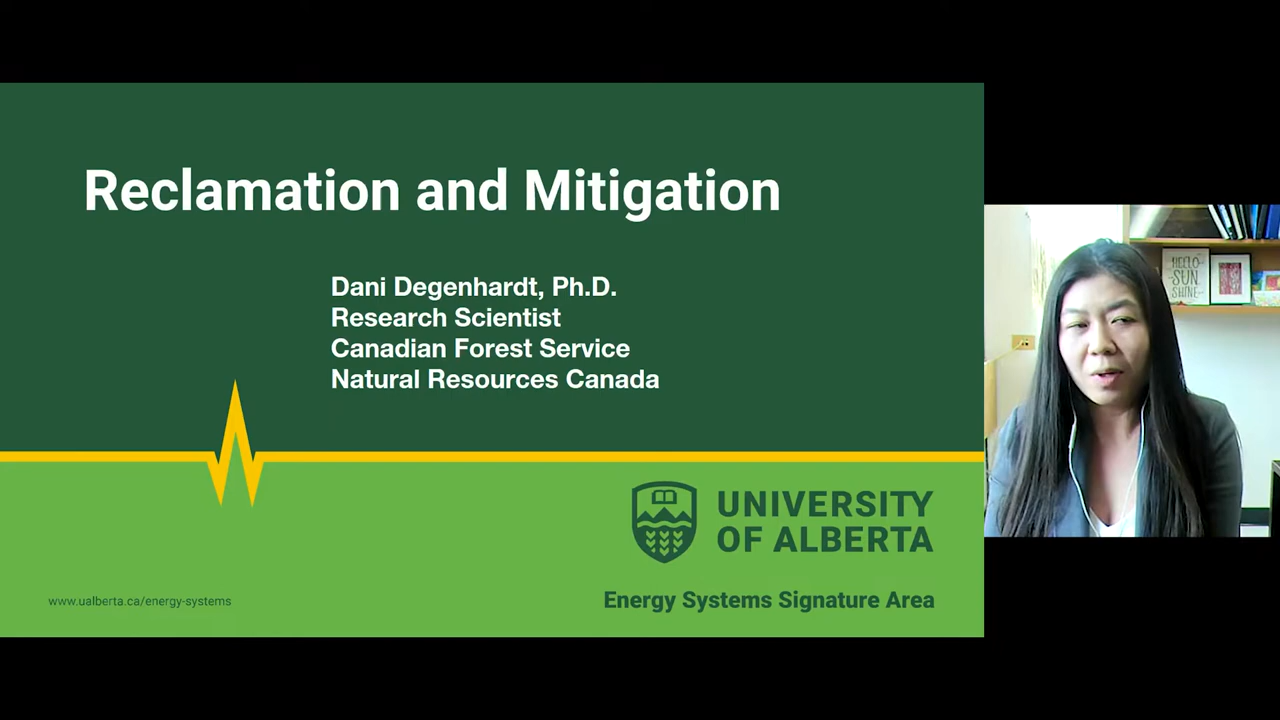 Reclamation and Mitigation
Dani Degenhardt, Ph.D.
Research Scientist
Canadian Forest Service
Natural Resources Canada
UNIVERSITY
OF ALBERTA
Energy Systems Signature Area
www.ualberta.ca/energy-systems
HELLO
SUN
SHINE